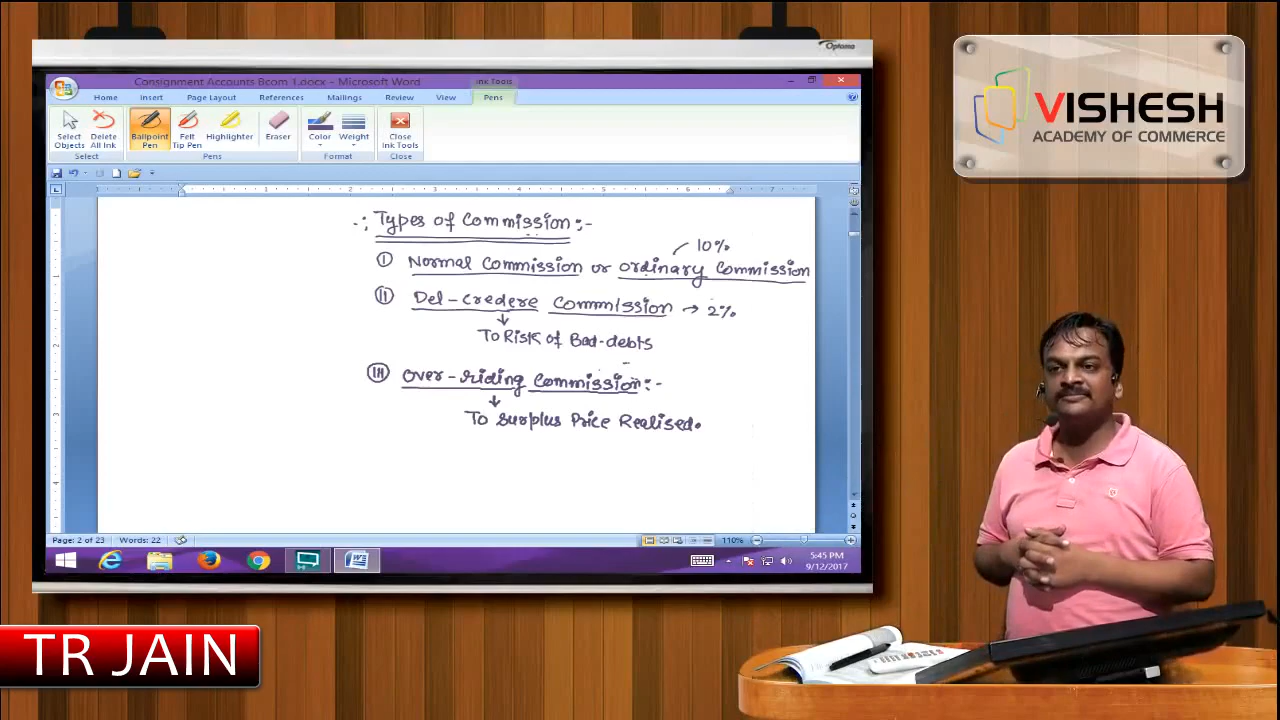 Optoma
Consignment Accounts Bcom 1.docx - Microsoft Word
Ink Tools
Home Insert Page Layout References Mailings Review View Pens
Select Objects
Delete All Ink
Ballpoint Pen
Felt Tip Pen
Highlighter
Eraser
Color
Weight
Close Ink Tools
Select Pens Format Close
∴ Types of Commission :-
10%
(i) Normal Commission or ordinary Commission
(ii) Del-credere Commission → 2%
↓
To Risk of Bad-debts
(iii) Over-riding Commission :-
↓
To Surplus Price Realised.
Page: 2 of 23 Words: 22 110%
5:45 PM
9/12/2017
VISHESH
ACADEMY OF COMMERCE
TR JAIN